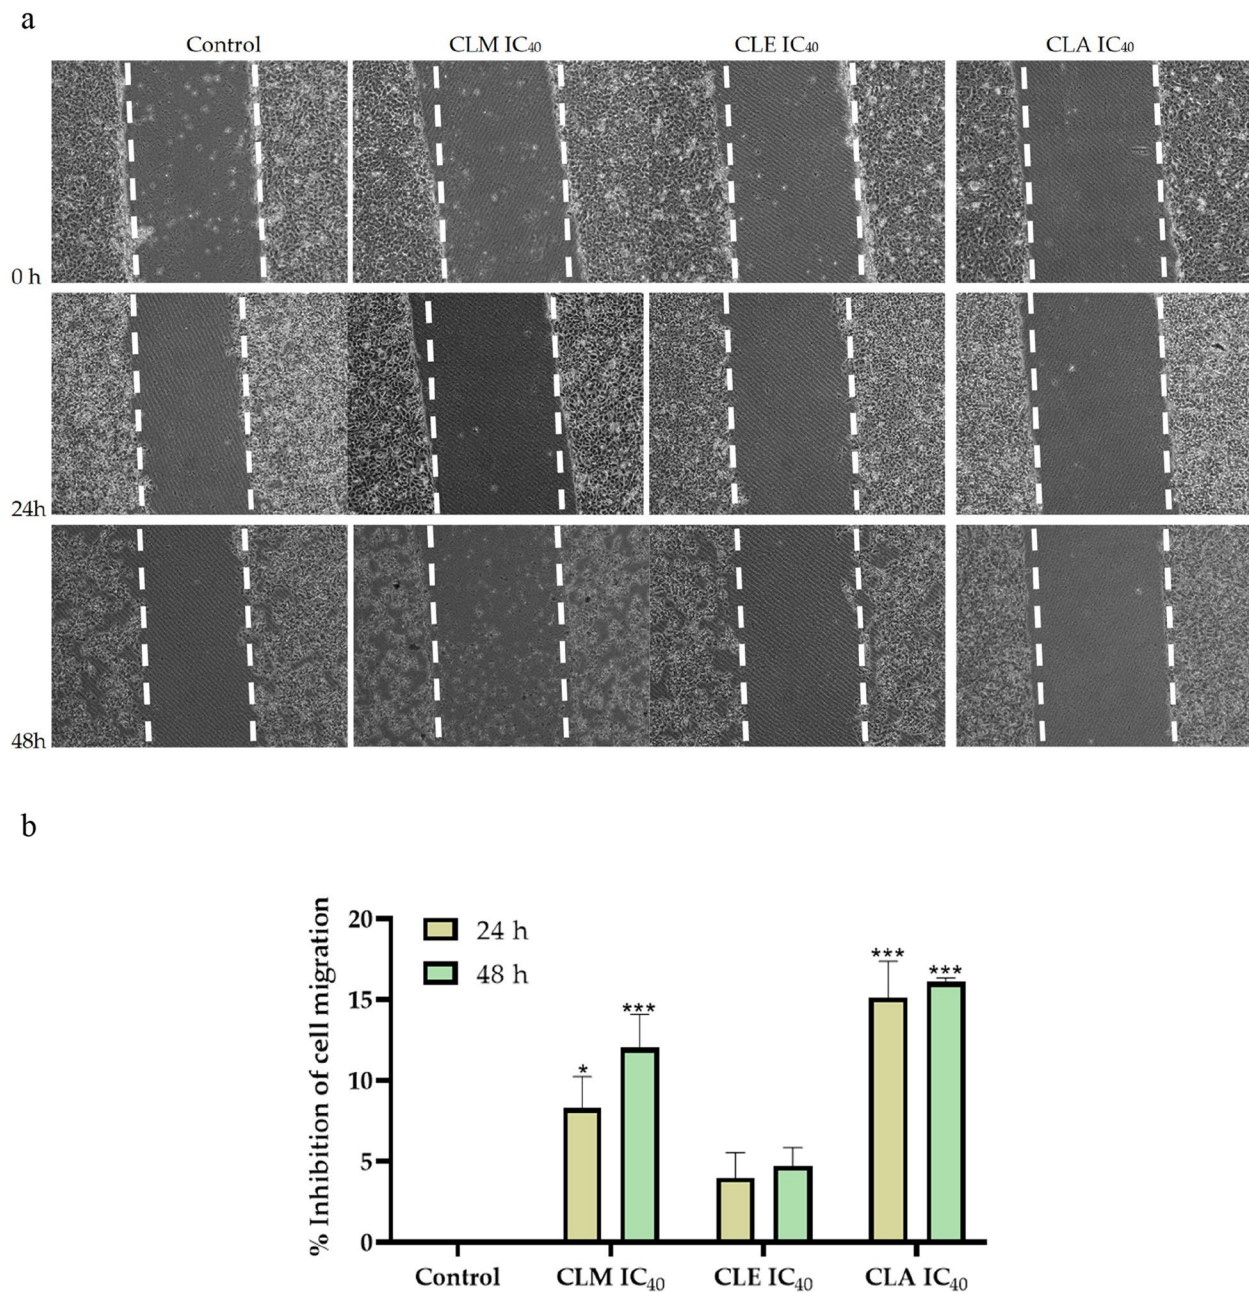 a
Control CLM IC40 CLE IC40 CLA IC40
0 h
24h
48h
b
% Inhibition of cell migration
20
15
10
5
0
24 h
48 h
*
***
***
***
Control CLM IC40 CLE IC40 CLA IC40